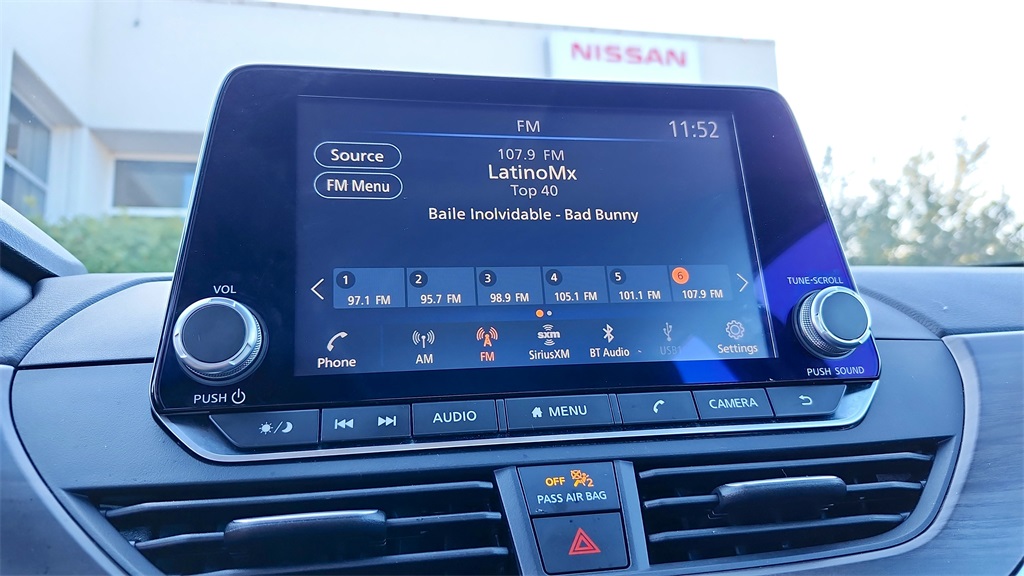 NISSAN
FM
11:52
Source
107.9 FM
LatinoMx
FM Menu
Top 40
Baile Inolvidable - Bad Bunny
1 2 3 4 5 6
97.1 FM 95.7 FM 98.9 FM 105.1 FM 101.1 FM 107.9 FM
Phone AM FM sxm SiriusXM BT Audio USB Settings
VOL
PUSH
TUNE·SCROLL
PUSH SOUND
AUDIO MENU CAMERA
OFF 2
PASS AIR BAG